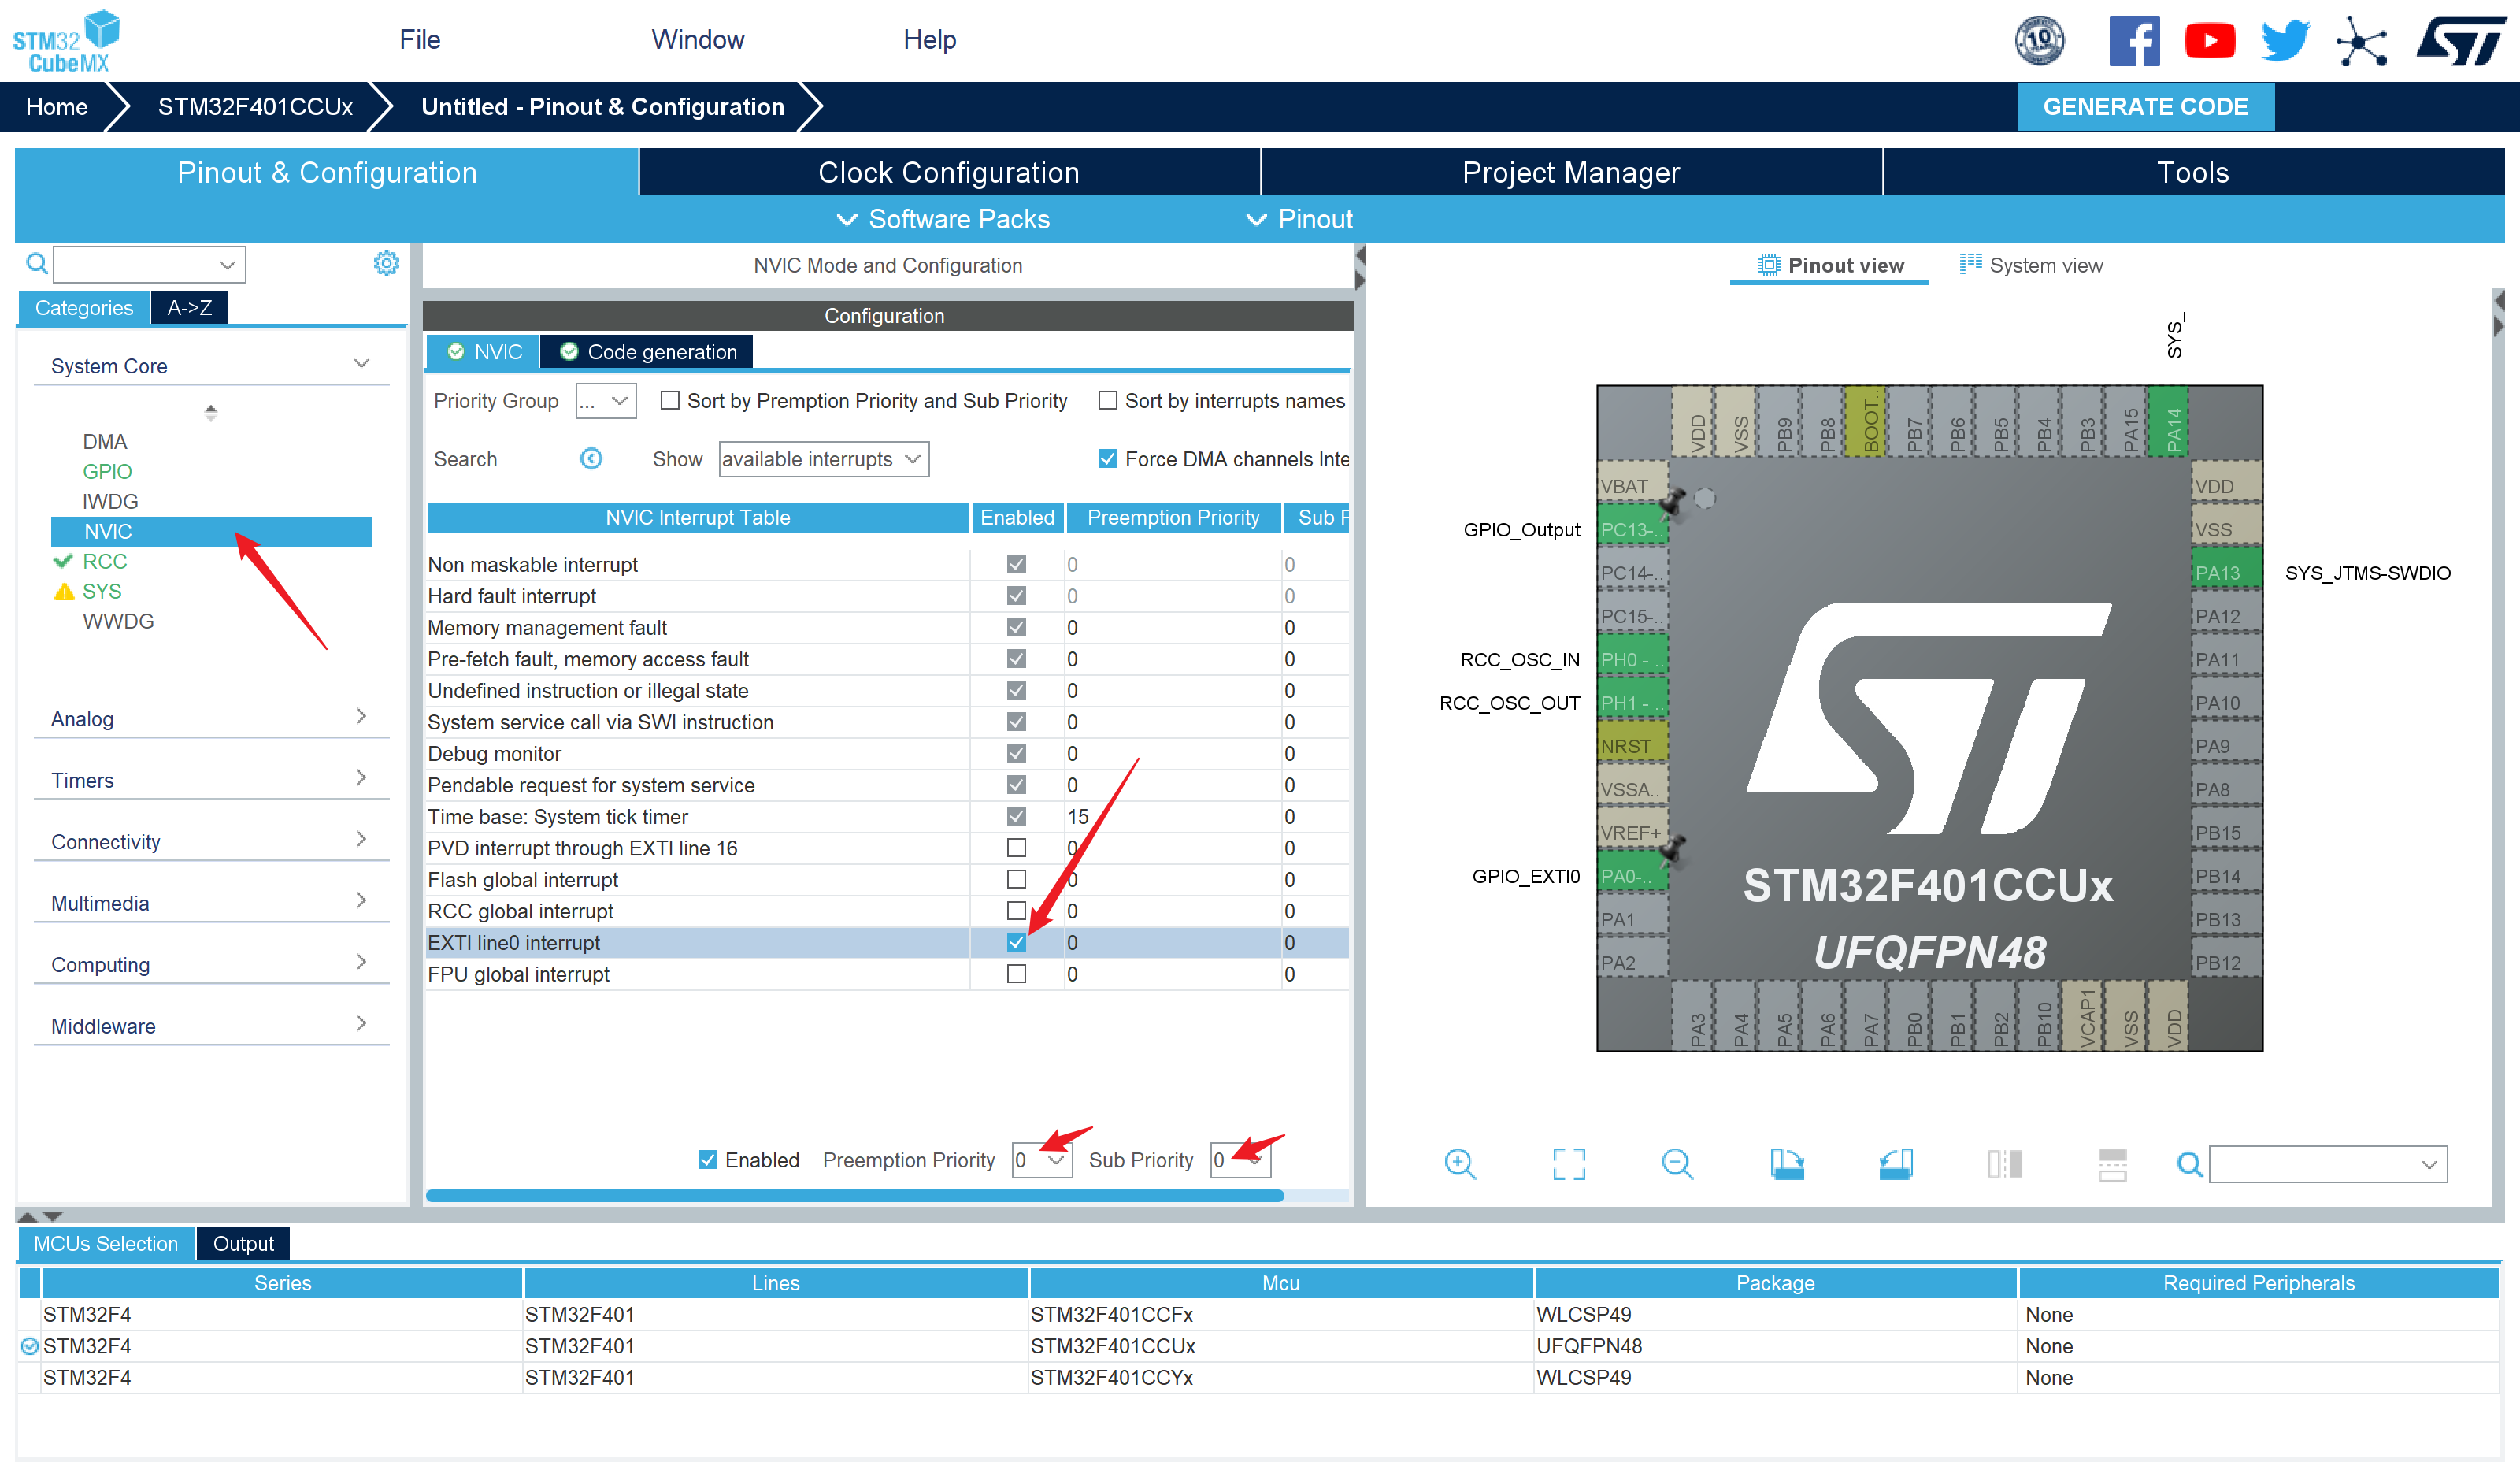 STM32
CubeMX
File
Window
Help
10
ST
Home
STM32F401CCUx
Untitled - Pinout & Configuration
GENERATE CODE
Pinout & Configuration
Clock Configuration
Project Manager
Tools
Software Packs
Pinout
Categories
A->Z
System Core
DMA
GPIO
IWDG
NVIC
RCC
SYS
WWDG
Analog
Timers
Connectivity
Multimedia
Computing
Middleware
NVIC Mode and Configuration
Configuration
NVIC
Code generation
Priority Group ... Sort by Premption Priority and Sub Priority Sort by interrupts names
Search Show available interrupts Force DMA channels Inte
NVIC Interrupt Table Enabled Preemption Priority Sub P
Non maskable interrupt 0 0
Hard fault interrupt 0 0
Memory management fault 0 0
Pre-fetch fault, memory access fault 0 0
Undefined instruction or illegal state 0 0
System service call via SWI instruction 0 0
Debug monitor 0 0
Pendable request for system service 0 0
Time base: System tick timer 15 0
PVD interrupt through EXTI line 16 0 0
Flash global interrupt 0 0
RCC global interrupt 0 0
EXTI line0 interrupt 0 0
FPU global interrupt 0 0
Enabled Preemption Priority 0 Sub Priority 0
Pinout view
System view
SYS_
VDD VSS PB9 PB8 BOOT.. PB7 PB6 PB5 PB4 PB3 PA15 PA14
VBAT
GPIO_Output PC13-..
PC14-..
PC15-..
RCC_OSC_IN PH0 - ..
RCC_OSC_OUT PH1 - ..
NRST
VSSA..
VREF+
GPIO_EXTI0 PA0-..
PA1
PA2
VDD
VSS
PA13 SYS_JTMS-SWDIO
PA12
PA11
PA10
PA9
PA8
PB15
PB14
PB13
PB12
ST
STM32F401CCUx
UFQFPN48
PA3 PA4 PA5 PA6 PA7 PB0 PB1 PB2 PB10 VCAP1 VSS VDD
MCUs Selection
Output
Series Lines Mcu Package Required Peripherals
STM32F4 STM32F401 STM32F401CCFx WLCSP49 None
STM32F4 STM32F401 STM32F401CCUx UFQFPN48 None
STM32F4 STM32F401 STM32F401CCYx WLCSP49 None